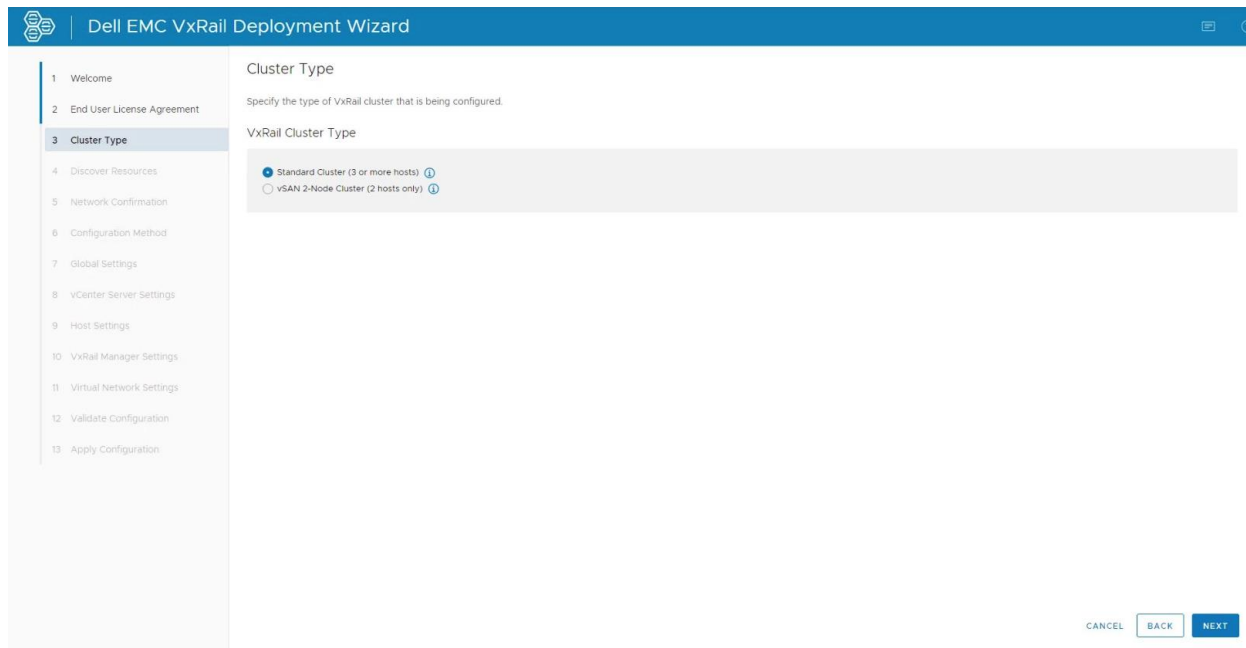 Dell EMC VxRail Deployment Wizard
1 Welcome
2 End User License Agreement
3 Cluster Type
4 Discover Resources
5 Network Confirmation
6 Configuration Method
7 Global Settings
8 vCenter Server Settings
9 Host Settings
10 VxRail Manager Settings
11 Virtual Network Settings
12 Validate Configuration
13 Apply Configuration
Cluster Type
Specify the type of VxRail cluster that is being configured.
VxRail Cluster Type
Standard Cluster (3 or more hosts)
vSAN 2-Node Cluster (2 hosts only)
CANCEL BACK NEXT